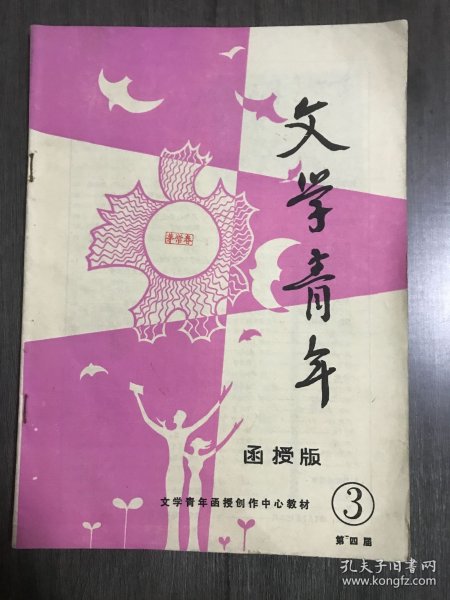 文学青年
函授版
文学青年函授创作中心教材
3
第四届
孔夫子旧书网
www.kongfz.com